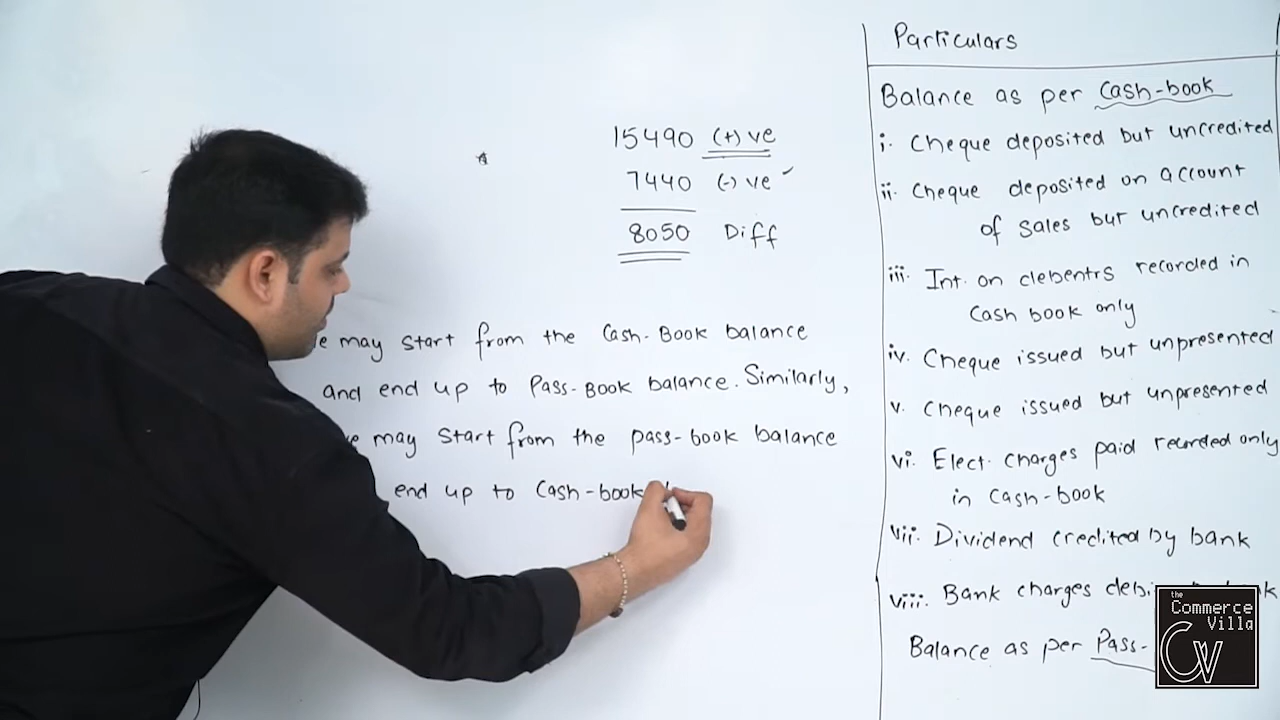 15490 (+) ve
7440 (-) ve
8050 Diff
may start from the Cash-Book balance
and end up to Pass-Book balance. Similarly,
may start from the pass-book balance
end up to Cash-book
Particulars
Balance as per Cash-book
i. Cheque deposited but uncredited
ii. Cheque deposited on account
of sales but uncredited
iii. Int. on debentrs recorded in
Cash book only
iv. Cheque issued but unpresented
v. Cheque issued but unpresented
vi. Elect. charges paid recorded only
in Cash-book
vii. Dividend credited by bank
viii. Bank charges
Balance as per Pass-
the
Commerce
Villa
CV